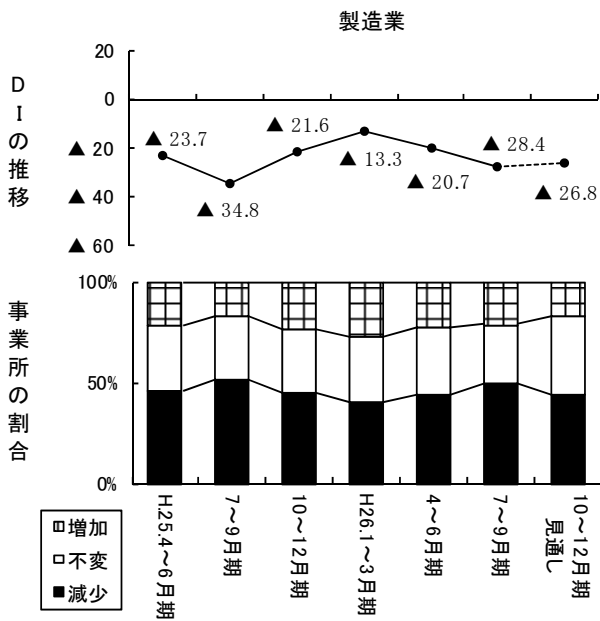 製造業
DIの推移
20
0
▲ 20
▲ 40
▲ 60
▲ 23.7
▲ 34.8
▲ 21.6
▲ 13.3
▲ 20.7
▲ 28.4
▲ 26.8
事業所の割合
100%
50%
0%
H.25.4～6月期
7～9月期
10～12月期
H26.1～3月期
4～6月期
7～9月期
10～12月期
見通し
増加
不変
減少